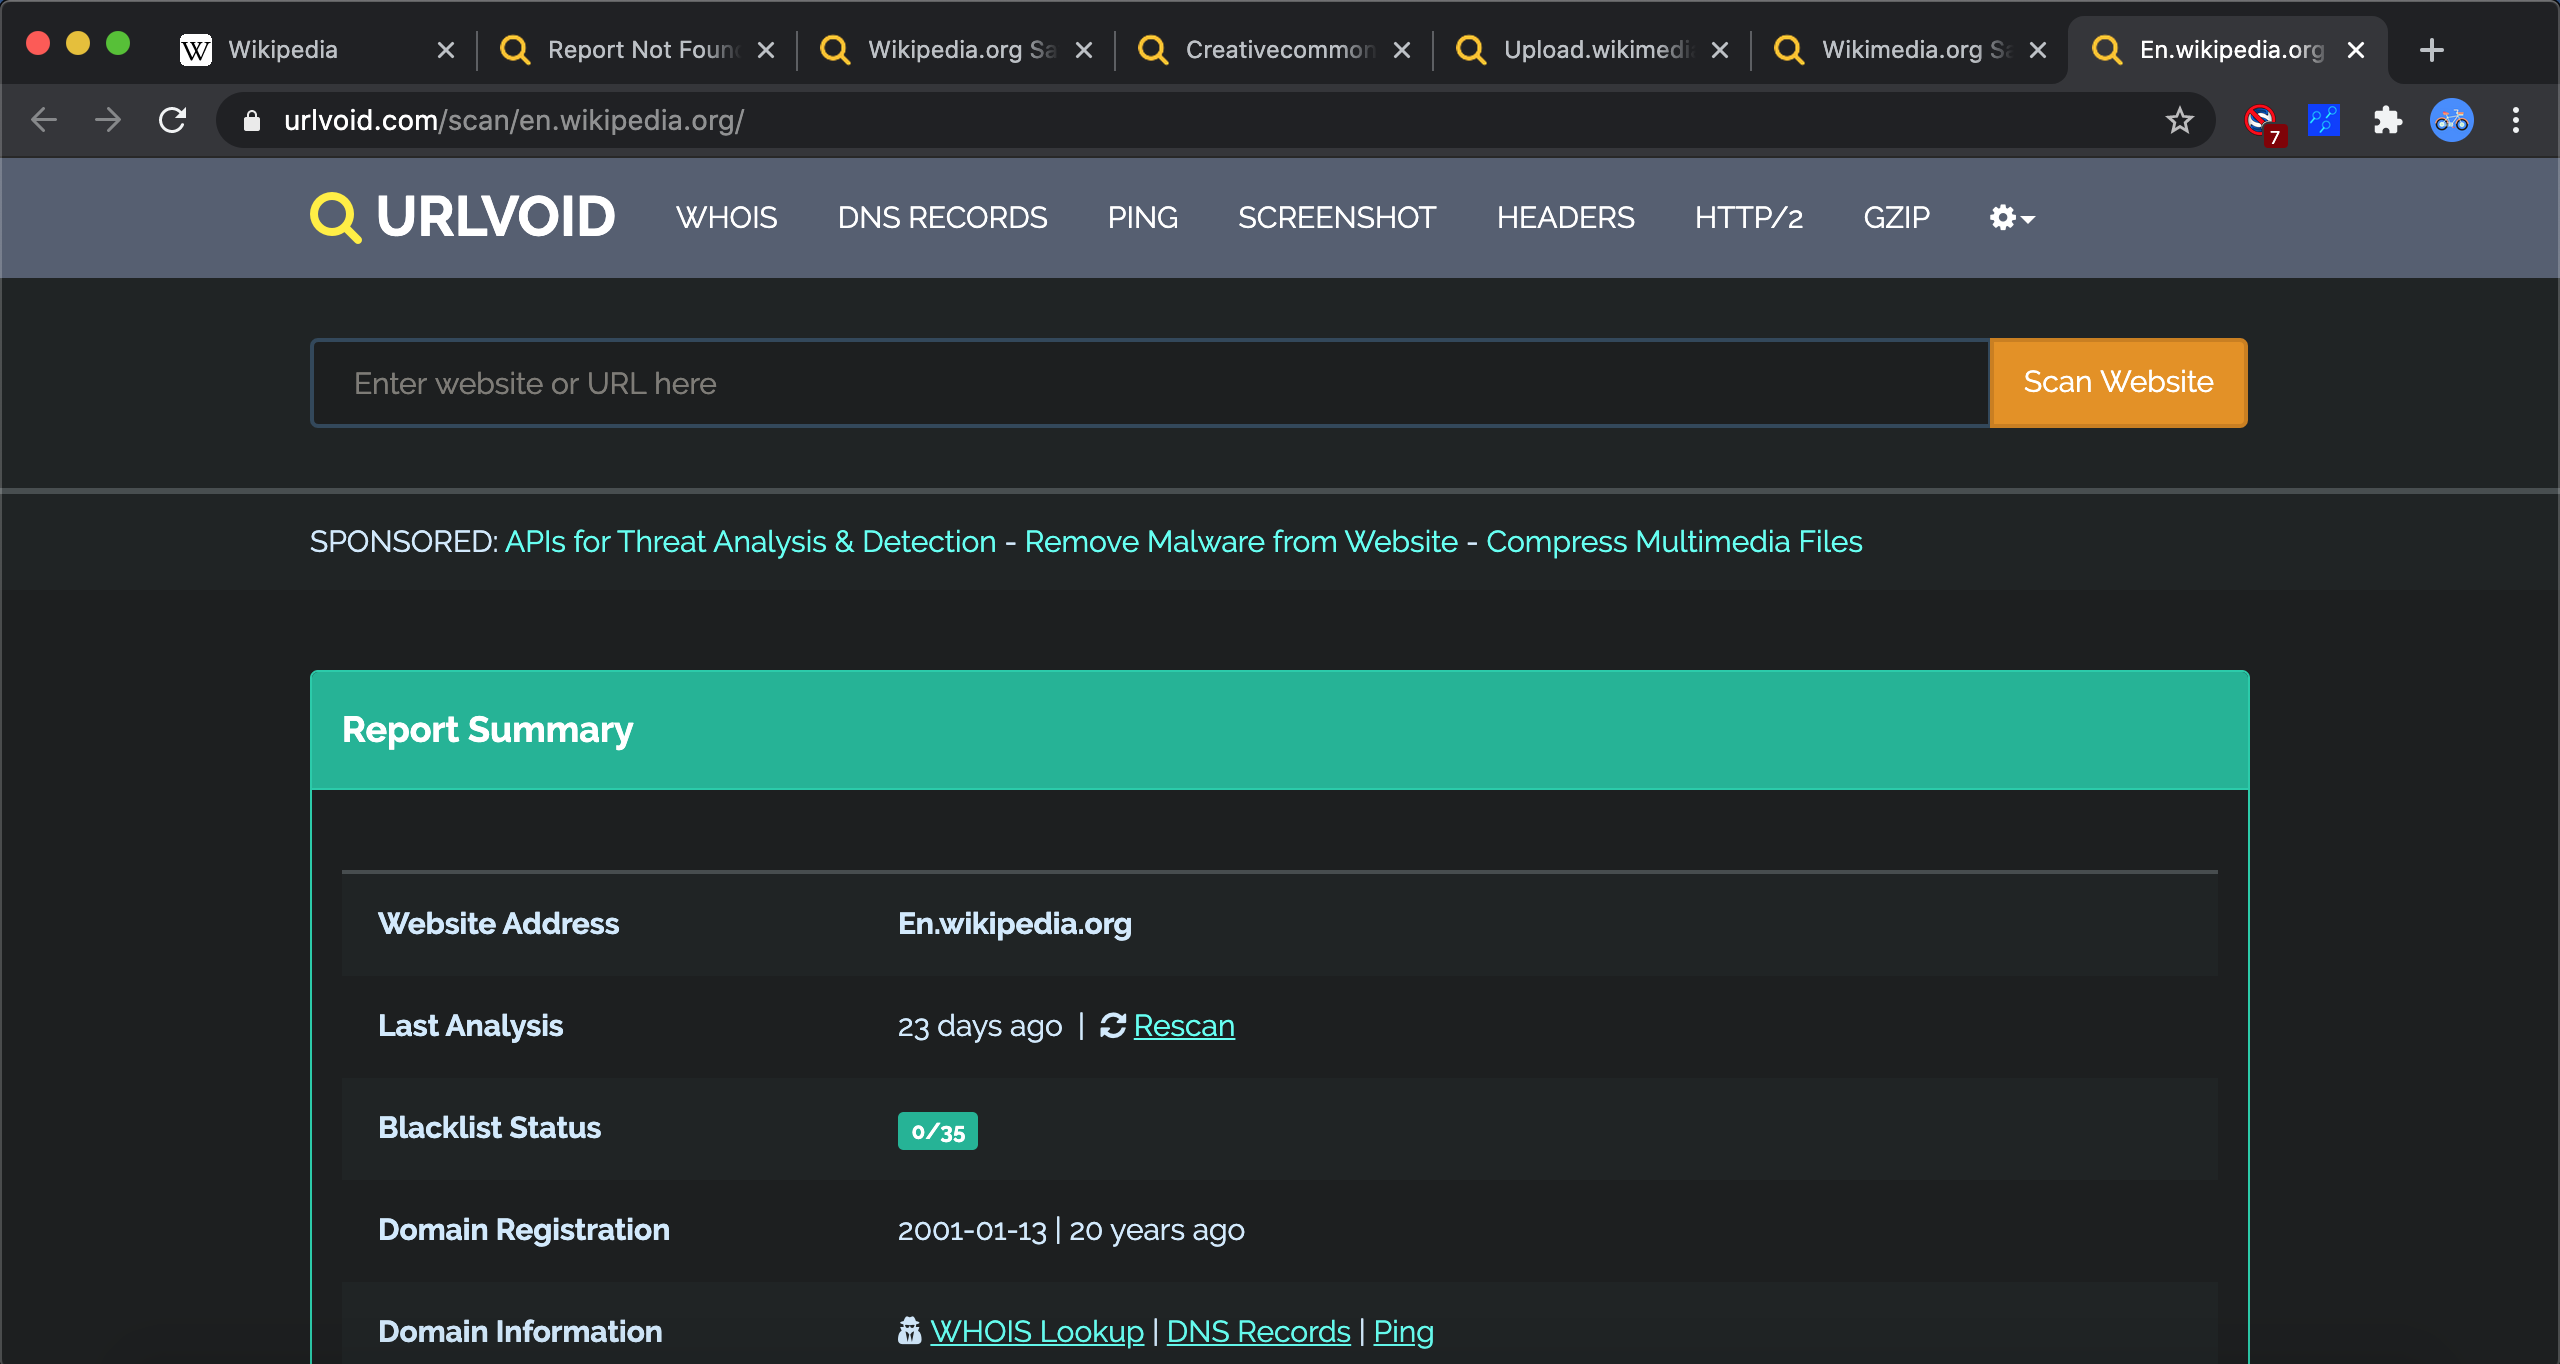 W Wikipedia
Report Not Foun
Wikipedia.org Sa
Creativecommon
Upload.wikimedi
Wikimedia.org Sa
En.wikipedia.org
urlvoid.com/scan/en.wikipedia.org/
7
URLVOID WHOIS DNS RECORDS PING SCREENSHOT HEADERS HTTP/2 GZIP
Enter website or URL here
Scan Website
SPONSORED: APIs for Threat Analysis & Detection - Remove Malware from Website - Compress Multimedia Files
Report Summary
Website Address En.wikipedia.org
Last Analysis 23 days ago | Rescan
Blacklist Status 0/35
Domain Registration 2001-01-13 | 20 years ago
Domain Information WHOIS Lookup | DNS Records | Ping